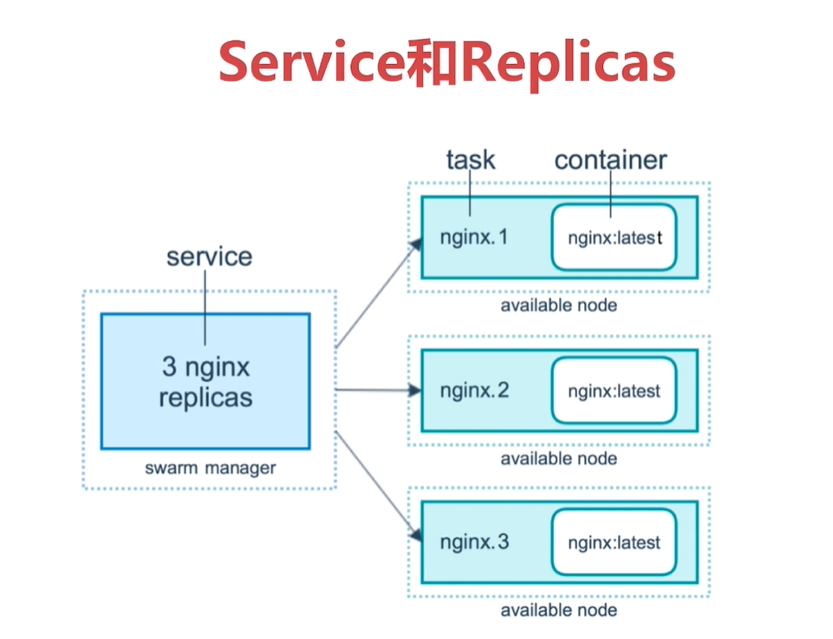 Service和Replicas
task
container
nginx.1
nginx:latest
available node
service
3 nginx
replicas
swarm manager
nginx.2
nginx:latest
available node
nginx.3
nginx:latest
available node